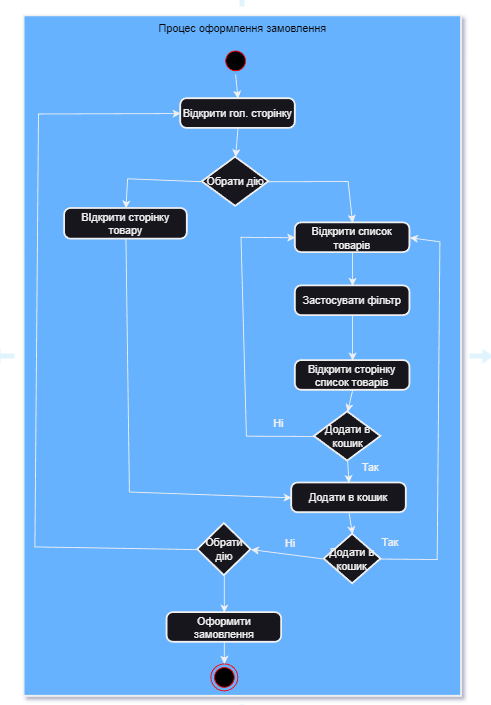 Процес оформлення замовлення
Відкрити гол. сторінку
Обрати дію
Відкрити сторінку
товару
Відкрити список
товарів
Застосувати фільтр
Відкрити сторінку
список товарів
Ні
Додати в
кошик
Так
Додати в кошик
Обрати
дію
Ні
Додати в
кошик
Так
Оформити
замовлення